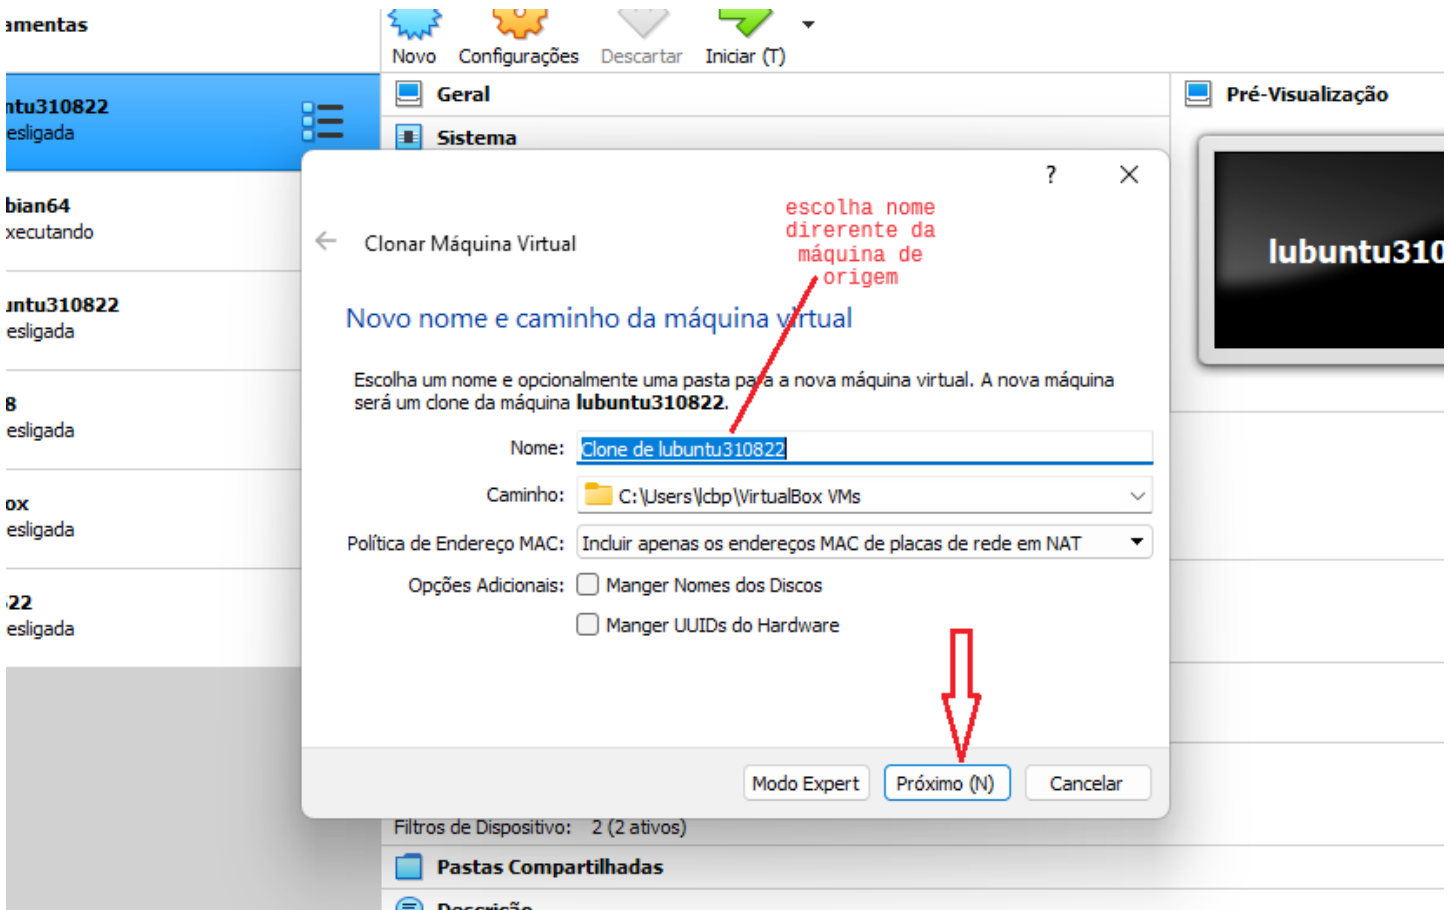 amentas
Novo Configurações Descartar Iniciar (T)
ntu310822
esligada
bian64
xecutando
untu310822
esligada
8
esligada
ox
esligada
22
esligada
Geral
Sistema
Pré-Visualização
lubuntu310
?
Clonar Máquina Virtual
escolha nome
direrente da
máquina de
origem
Novo nome e caminho da máquina virtual
Escolha um nome e opcionalmente uma pasta para a nova máquina virtual. A nova máquina
será um clone da máquina lubuntu310822.
Nome: Clone de lubuntu310822
Caminho: C:\Users\lcbp\VirtualBox VMs
Política de Endereço MAC: Incluir apenas os endereços MAC de placas de rede em NAT
Opções Adicionais: Manger Nomes dos Discos
Manger UUIDs do Hardware
Modo Expert Próximo (N) Cancelar
Filtros de Dispositivo: 2 (2 ativos)
Pastas Compartilhadas
Descrição